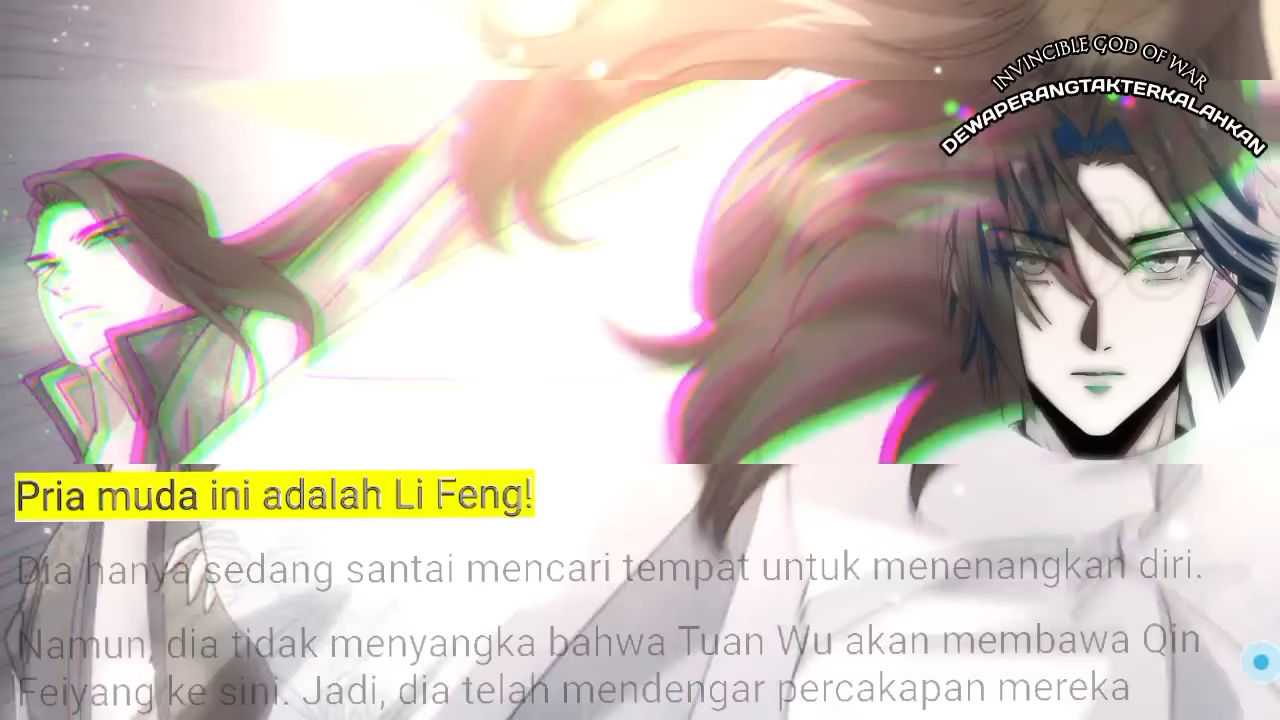 INVINCIBLE GOD OF WAR
DEWAPERANGTAKTERKALAHKAN
Pria muda ini adalah Li Feng!
Dia hanya sedang santai mencari tempat untuk menenangkan diri.
Namun, dia tidak menyangka bahwa Tuan Wu akan membawa Qin
Feiyang ke sini. Jadi, dia telah mendengar percakapan mereka